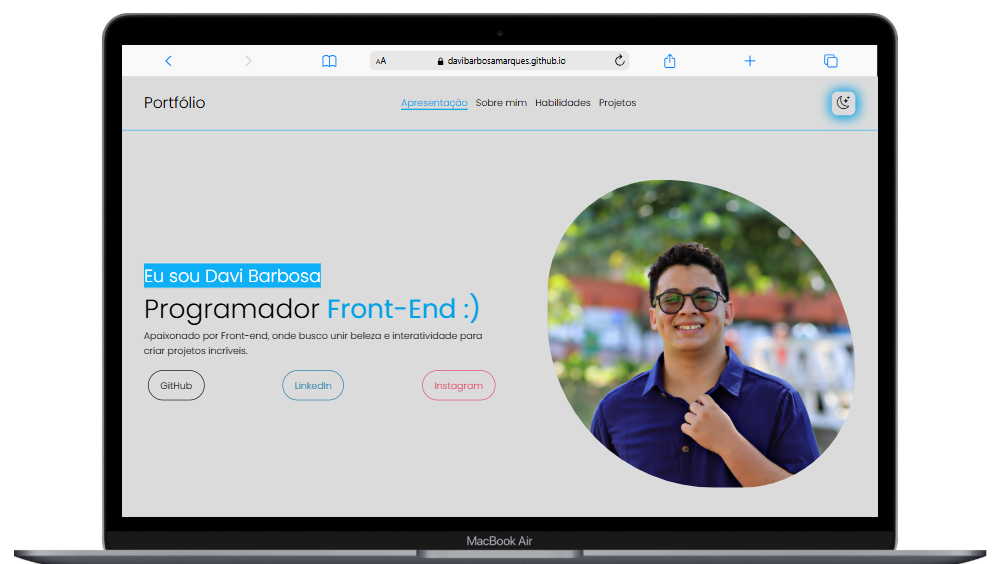 AA davibarbosamarques.github.io
Portfólio
Apresentação Sobre mim Habilidades Projetos
Eu sou Davi Barbosa
Programador Front-End :)
Apaixonado por Front-end, onde busco unir beleza e interatividade para
criar projetos incríveis.
GitHub LinkedIn Instagram
MacBook Air